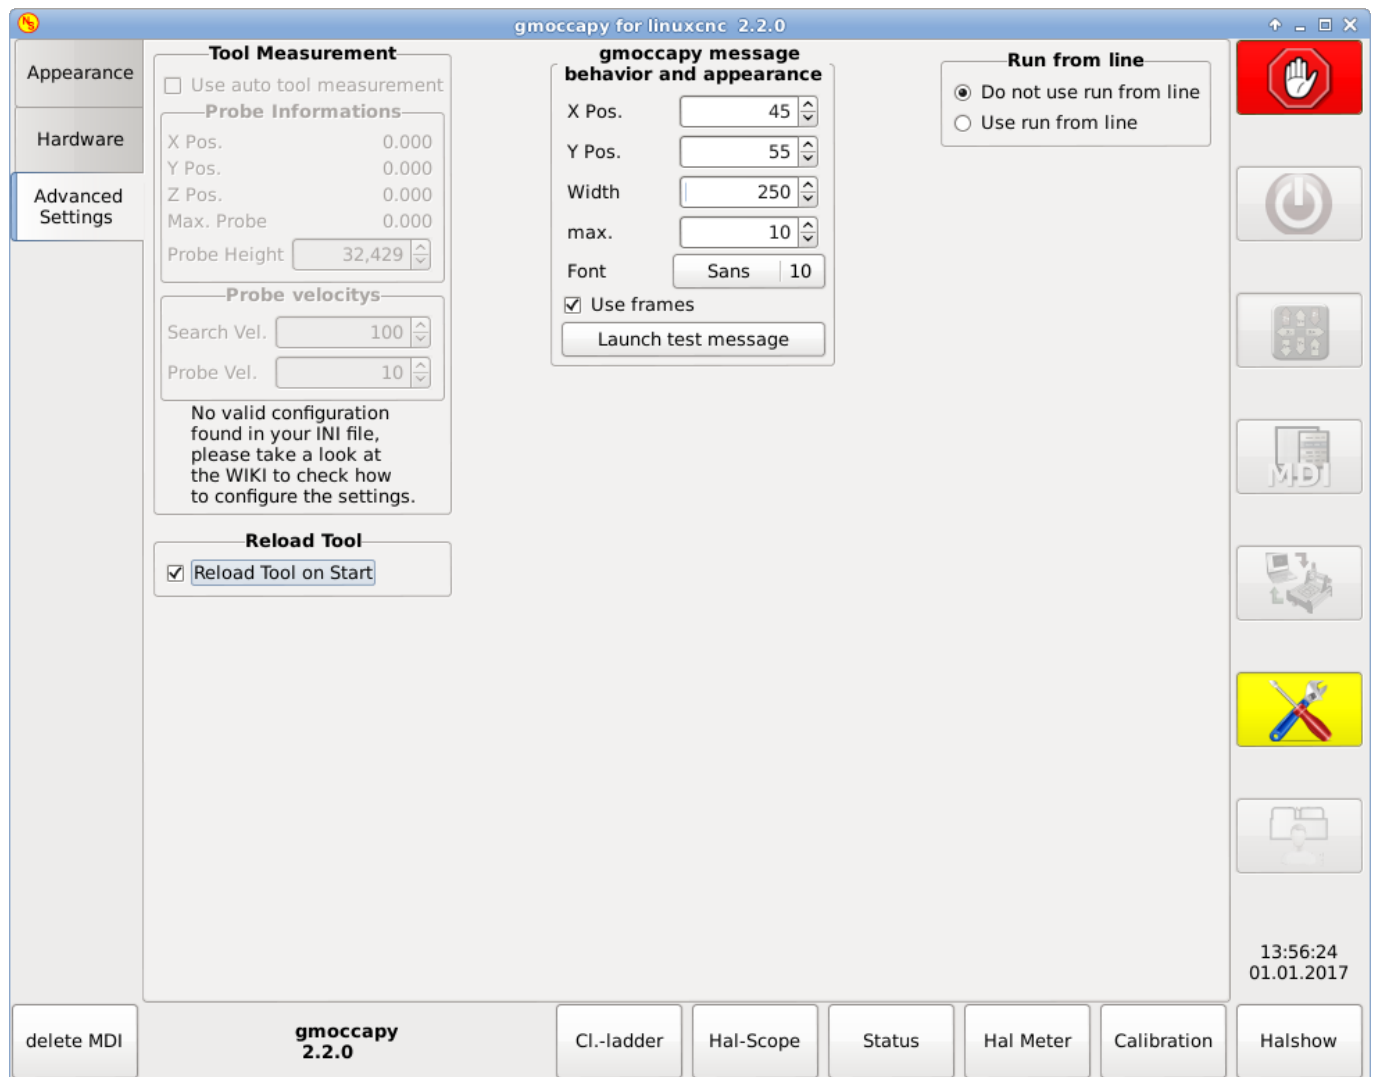 gmoccapy for linuxcnc 2.2.0
Appearance
Hardware
Advanced
Settings
Tool Measurement
Use auto tool measurement
Probe Informations
X Pos. 0.000
Y Pos. 0.000
Z Pos. 0.000
Max. Probe 0.000
Probe Height 32,429
Probe velocitys
Search Vel. 100
Probe Vel. 10
No valid configuration
found in your INI file,
please take a look at
the WIKI to check how
to configure the settings.
Reload Tool
Reload Tool on Start
gmoccapy message
behavior and appearance
X Pos. 45
Y Pos. 55
Width 250
max. 10
Font Sans 10
Use frames
Launch test message
Run from line
Do not use run from line
Use run from line
MDI
13:56:24
01.01.2017
delete MDI
gmoccapy
2.2.0
Cl.-ladder
Hal-Scope
Status
Hal Meter
Calibration
Halshow